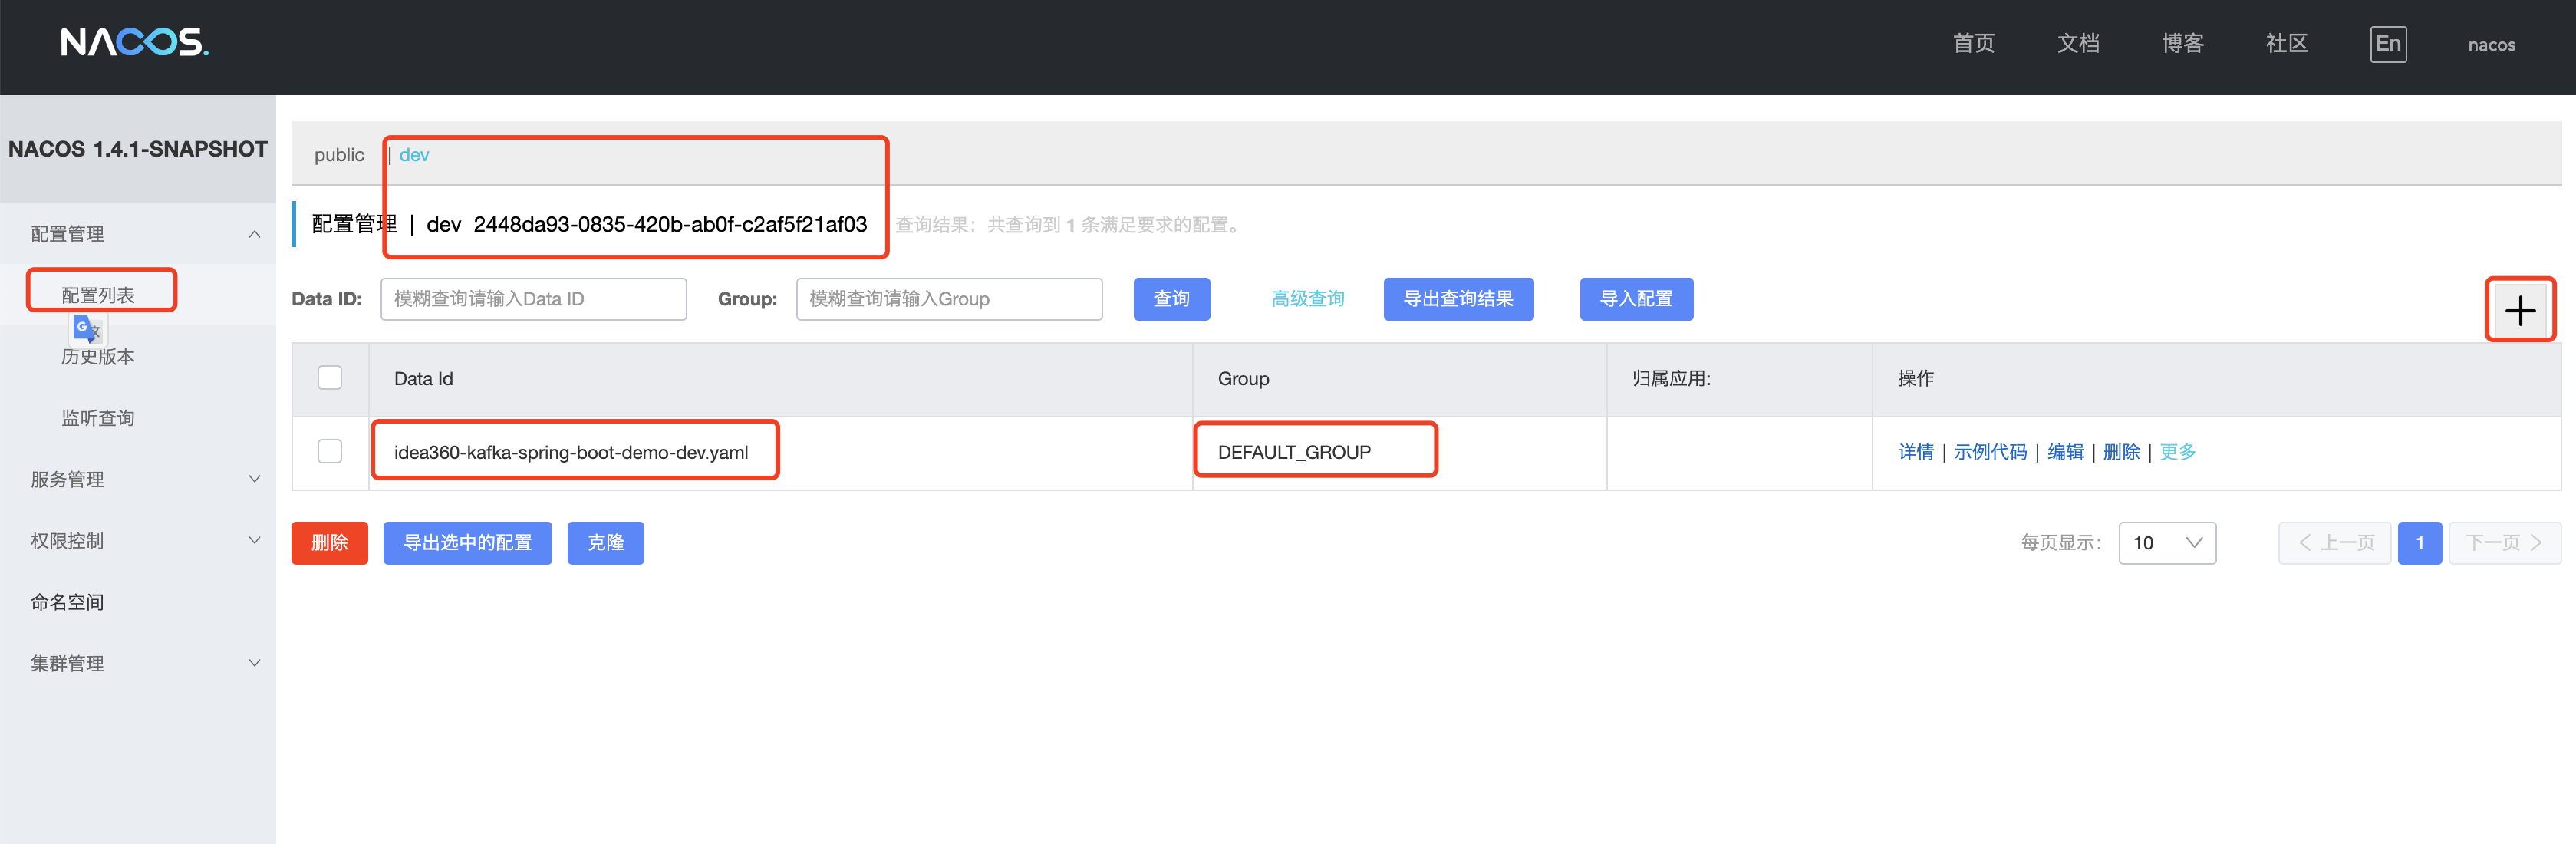 NACOS.
首页 文档 博客 社区 En nacos
NACOS 1.4.1-SNAPSHOT
配置管理
配置列表
G文
历史版本
监听查询
服务管理
权限控制
命名空间
集群管理
public | dev
配置管理 | dev 2448da93-0835-420b-ab0f-c2af5f21af03 查询结果：共查询到 1 条满足要求的配置。
Data ID: 模糊查询请输入Data ID Group: 模糊查询请输入Group 查询 高级查询 导出查询结果 导入配置 +
Data Id Group 归属应用: 操作
idea360-kafka-spring-boot-demo-dev.yaml DEFAULT_GROUP 详情 | 示例代码 | 编辑 | 删除 | 更多
删除 导出选中的配置 克隆 每页显示: 10 上一页 1 下一页